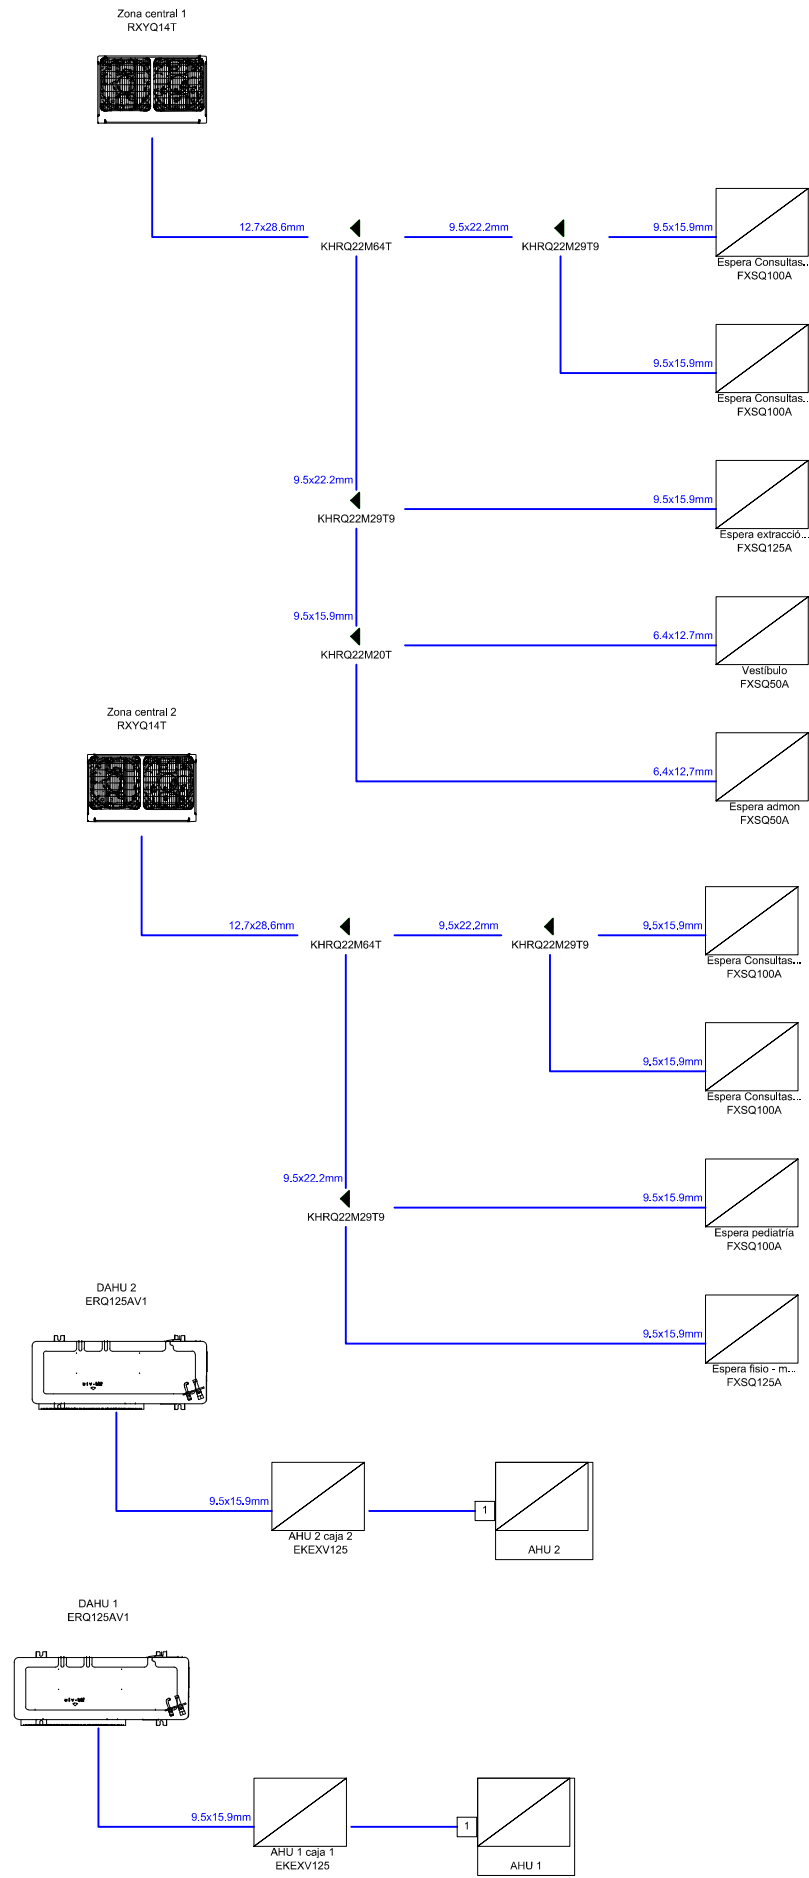 Zona central 1
RXYQ14T
12.7x28.6mm
KHRQ22M64T
9.5x22.2mm
KHRQ22M29T9
9.5x15.9mm
Espera Consultas...
FXSQ100A
9.5x15.9mm
Espera Consultas...
FXSQ100A
9.5x22.2mm
KHRQ22M29T9
9.5x15.9mm
Espera extracció...
FXSQ125A
9.5x15.9mm
KHRQ22M20T
6.4x12.7mm
Vestíbulo
FXSQ50A
6.4x12.7mm
Espera admon
FXSQ50A
Zona central 2
RXYQ14T
12.7x28.6mm
KHRQ22M64T
9.5x22.2mm
KHRQ22M29T9
9.5x15.9mm
Espera Consultas...
FXSQ100A
9.5x15.9mm
Espera Consultas...
FXSQ100A
9.5x22.2mm
KHRQ22M29T9
9.5x15.9mm
Espera pediatría
FXSQ100A
9.5x15.9mm
Espera fisio - m...
FXSQ125A
DAHU 2
ERQ125AV1
9.5x15.9mm
AHU 2 caja 2
EKEXV125
1
AHU 2
DAHU 1
ERQ125AV1
9.5x15.9mm
AHU 1 caja 1
EKEXV125
1
AHU 1